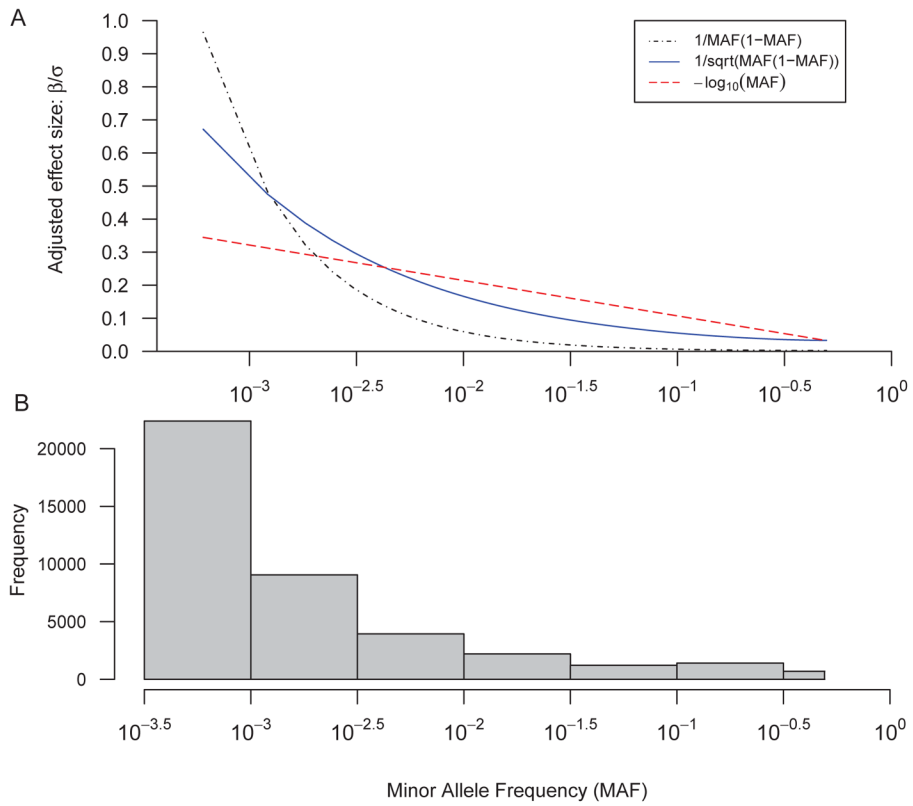 A
1.0
0.9
0.8
0.7
0.6
0.5
0.4
0.3
0.2
0.1
0.0
Adjusted effect size: β/σ
1/MAF(1−MAF)
1/sqrt(MAF(1−MAF))
−log₁₀(MAF)
10⁻³ 10⁻²·⁵ 10⁻² 10⁻¹·⁵ 10⁻¹ 10⁻⁰·⁵ 10⁰
B
20000
15000
10000
5000
0
Frequency
10⁻³·⁵ 10⁻³ 10⁻²·⁵ 10⁻² 10⁻¹·⁵ 10⁻¹ 10⁻⁰·⁵ 10⁰
Minor Allele Frequency (MAF)